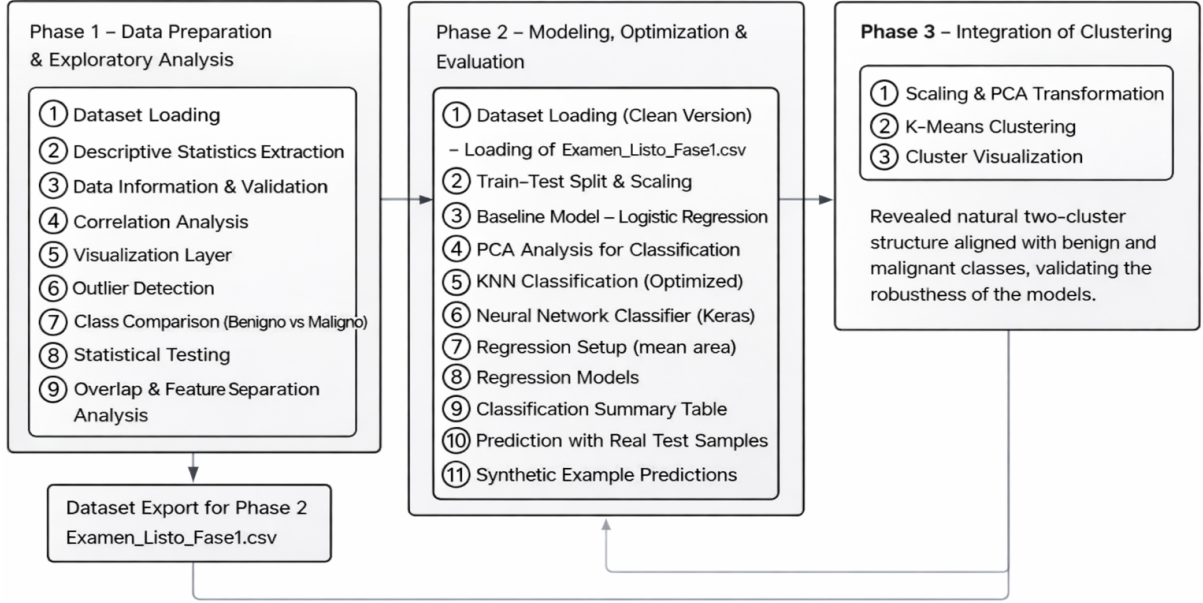 Phase 1 – Data Preparation
& Exploratory Analysis
1 Dataset Loading
2 Descriptive Statistics Extraction
3 Data Information & Validation
4 Correlation Analysis
5 Visualization Layer
6 Outlier Detection
7 Class Comparison (Benigno vs Maligno)
8 Statistical Testing
9 Overlap & Feature Separation
Analysis
Dataset Export for Phase 2
Examen_Listo_Fase1.csv
Phase 2 – Modeling, Optimization &
Evaluation
1 Dataset Loading (Clean Version)
– Loading of Examen_Listo_Fase1.csv
2 Train–Test Split & Scaling
3 Baseline Model – Logistic Regression
4 PCA Analysis for Classification
5 KNN Classification (Optimized)
6 Neural Network Classifier (Keras)
7 Regression Setup (mean area)
8 Regression Models
9 Classification Summary Table
10 Prediction with Real Test Samples
11 Synthetic Example Predictions
Phase 3 – Integration of Clustering
1 Scaling & PCA Transformation
2 K-Means Clustering
3 Cluster Visualization
Revealed natural two-cluster
structure aligned with benign and
malignant classes, validating the
robustness of the models.